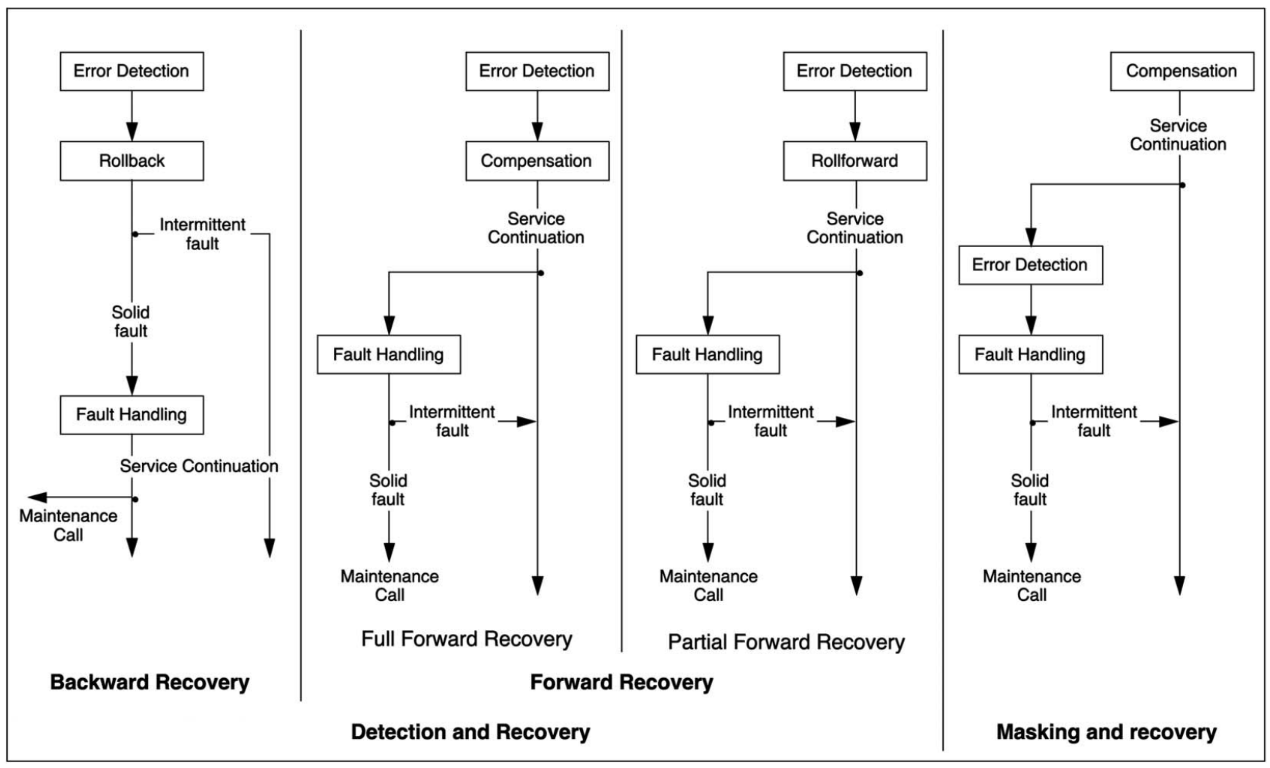 Error Detection
Rollback
Intermittent
fault
Solid
fault
Fault Handling
Service Continuation
Maintenance
Call
Backward Recovery
Error Detection
Compensation
Service
Continuation
Fault Handling
Intermittent
fault
Solid
fault
Maintenance
Call
Full Forward Recovery
Error Detection
Rollforward
Service
Continuation
Fault Handling
Intermittent
fault
Solid
fault
Maintenance
Call
Partial Forward Recovery
Forward Recovery
Detection and Recovery
Compensation
Service
Continuation
Error Detection
Fault Handling
Intermittent
fault
Solid
fault
Maintenance
Call
Masking and recovery